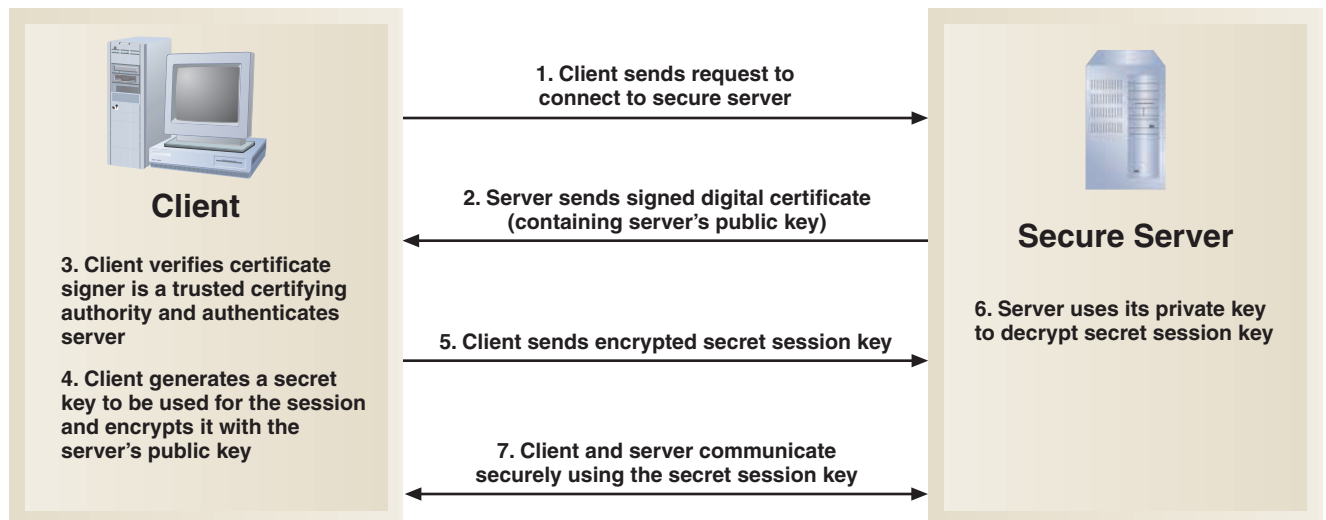 Client
1. Client sends request to
connect to secure server
2. Server sends signed digital certificate
(containing server’s public key)
Secure Server
3. Client verifies certificate
signer is a trusted certifying
authority and authenticates
server
4. Client generates a secret
key to be used for the session
and encrypts it with the
server’s public key
5. Client sends encrypted secret session key
6. Server uses its private key
to decrypt secret session key
7. Client and server communicate
securely using the secret session key